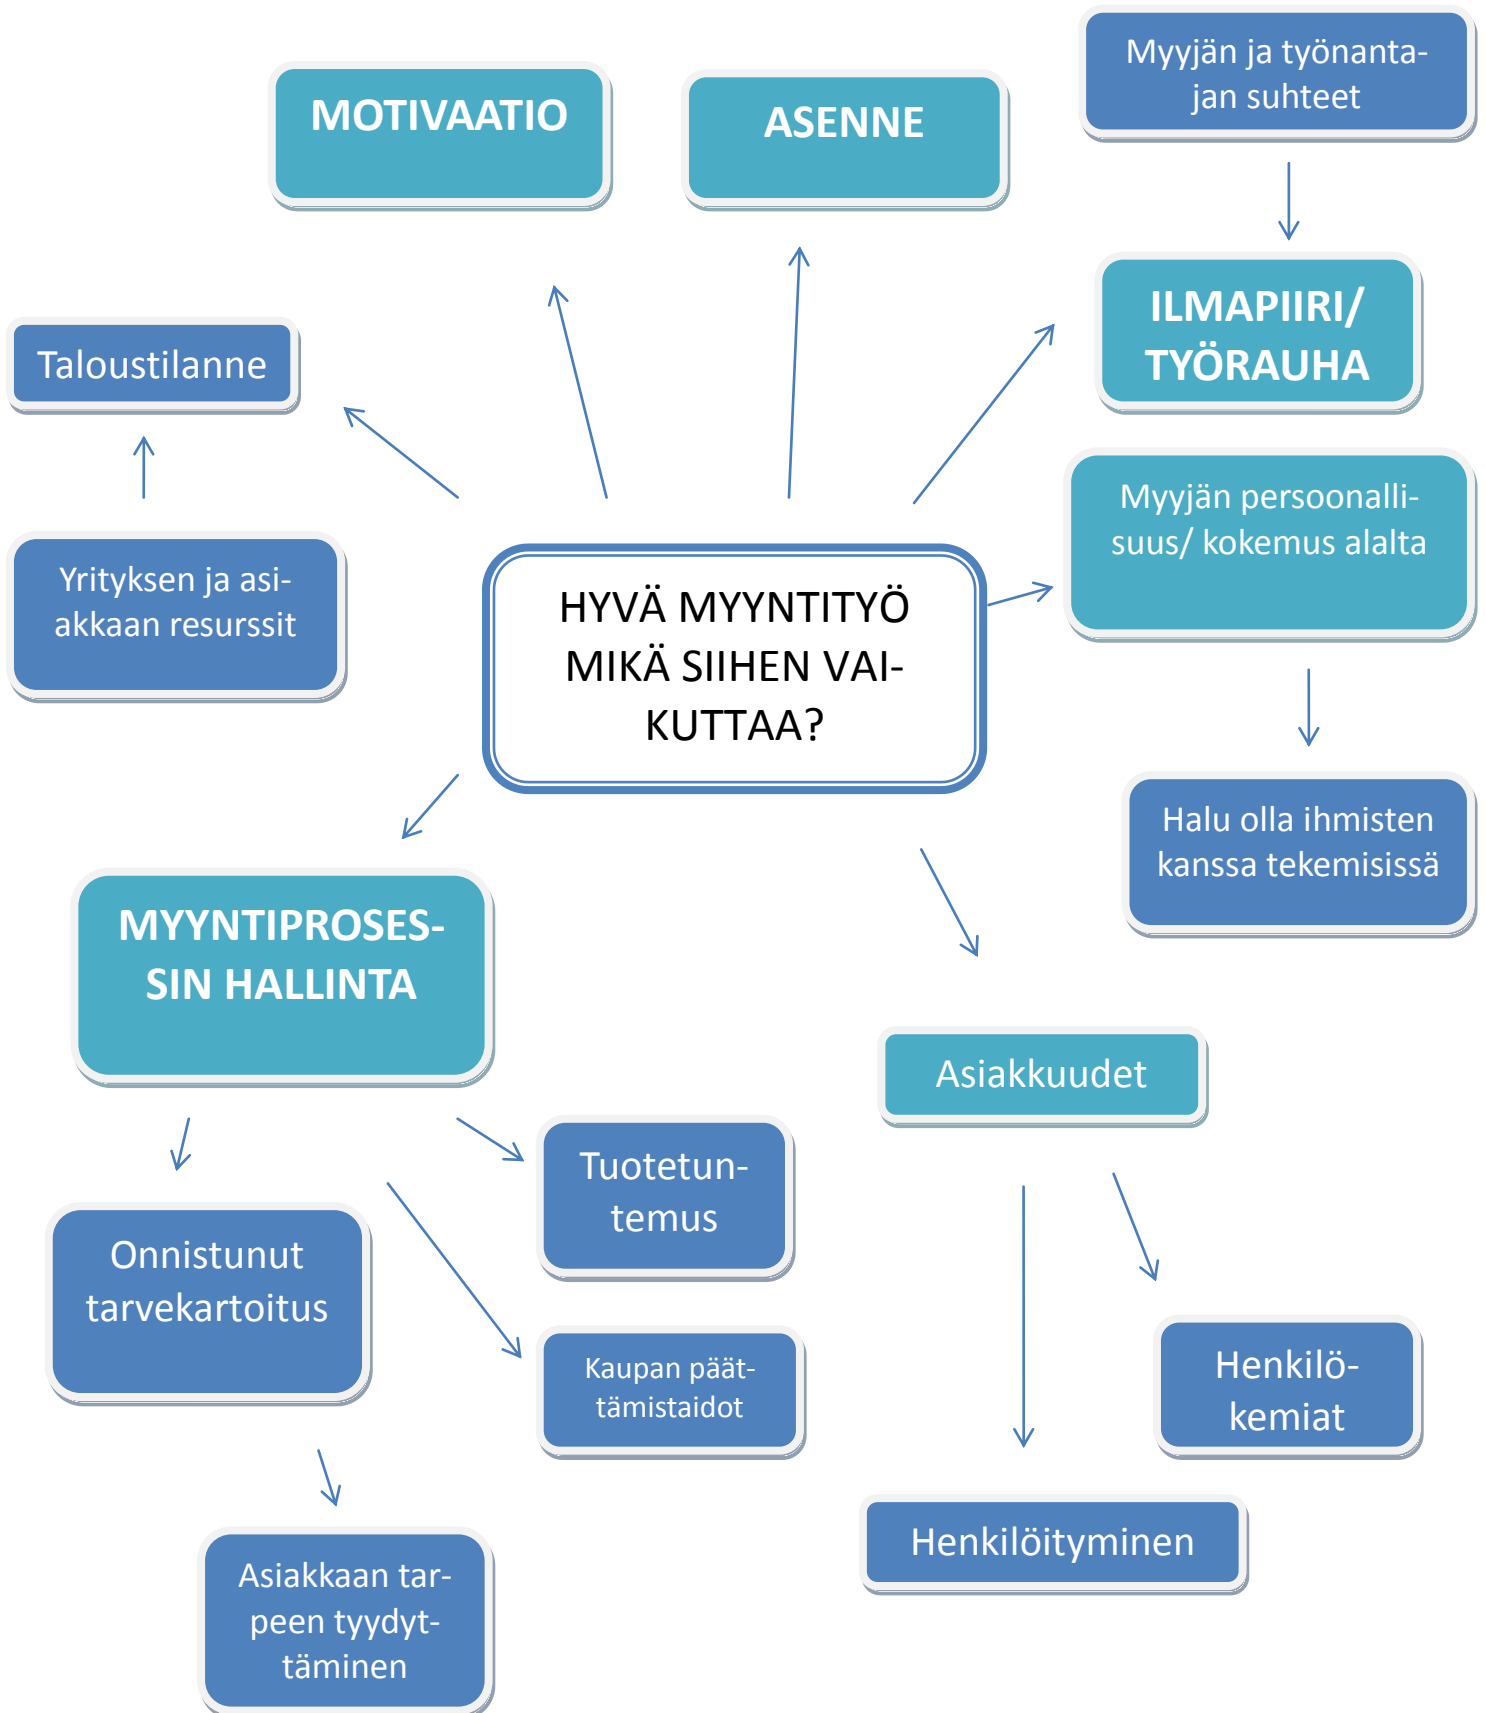 Myyjän ja työnanta-
jan suhteet
MOTIVAATIO
ASENNE
ILMAPIIRI/
TYÖRAUHA
Taloustilanne
Myyjän persoonalli-
suus/ kokemus alalta
Yrityksen ja asi-
akkaan resurssit
HYVÄ MYYNTITYÖ
MIKÄ SIIHEN VAI-
KUTTAA?
Halu olla ihmisten
kanssa tekemisissä
MYYNTIPROSES-
SIN HALLINTA
Asiakkuudet
Tuotetun-
temus
Onnistunut
tarvekartoitus
Kaupan päät-
tämistaidot
Henkilö-
kemiat
Henkilöityminen
Asiakkaan tar-
peen tyydyt-
täminen